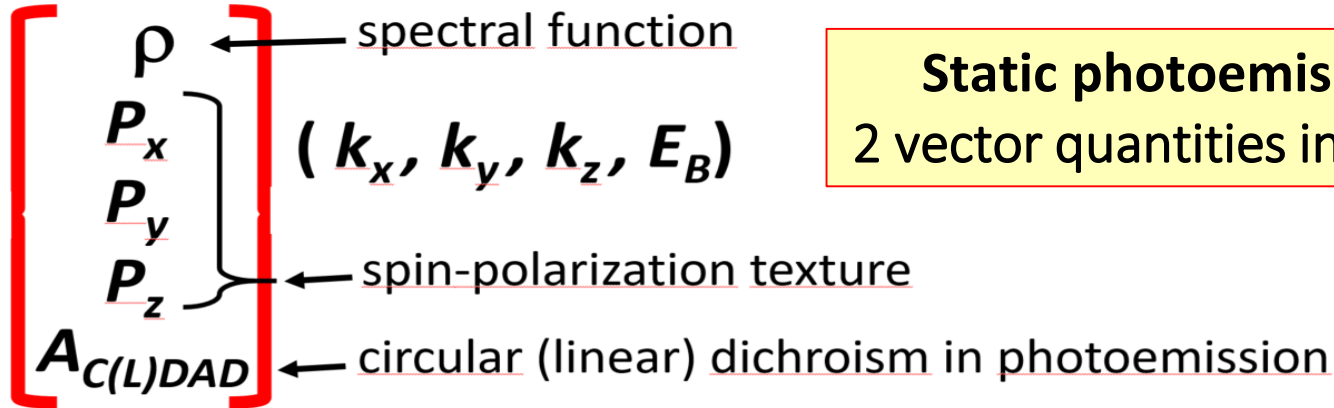 ρ spectral function
Static photoemis
P_x
( k_x, k_y, k_z, E_B)
2 vector quantities in
P_y
P_z spin-polarization texture
A_C(L)DAD circular (linear) dichroism in photoemission